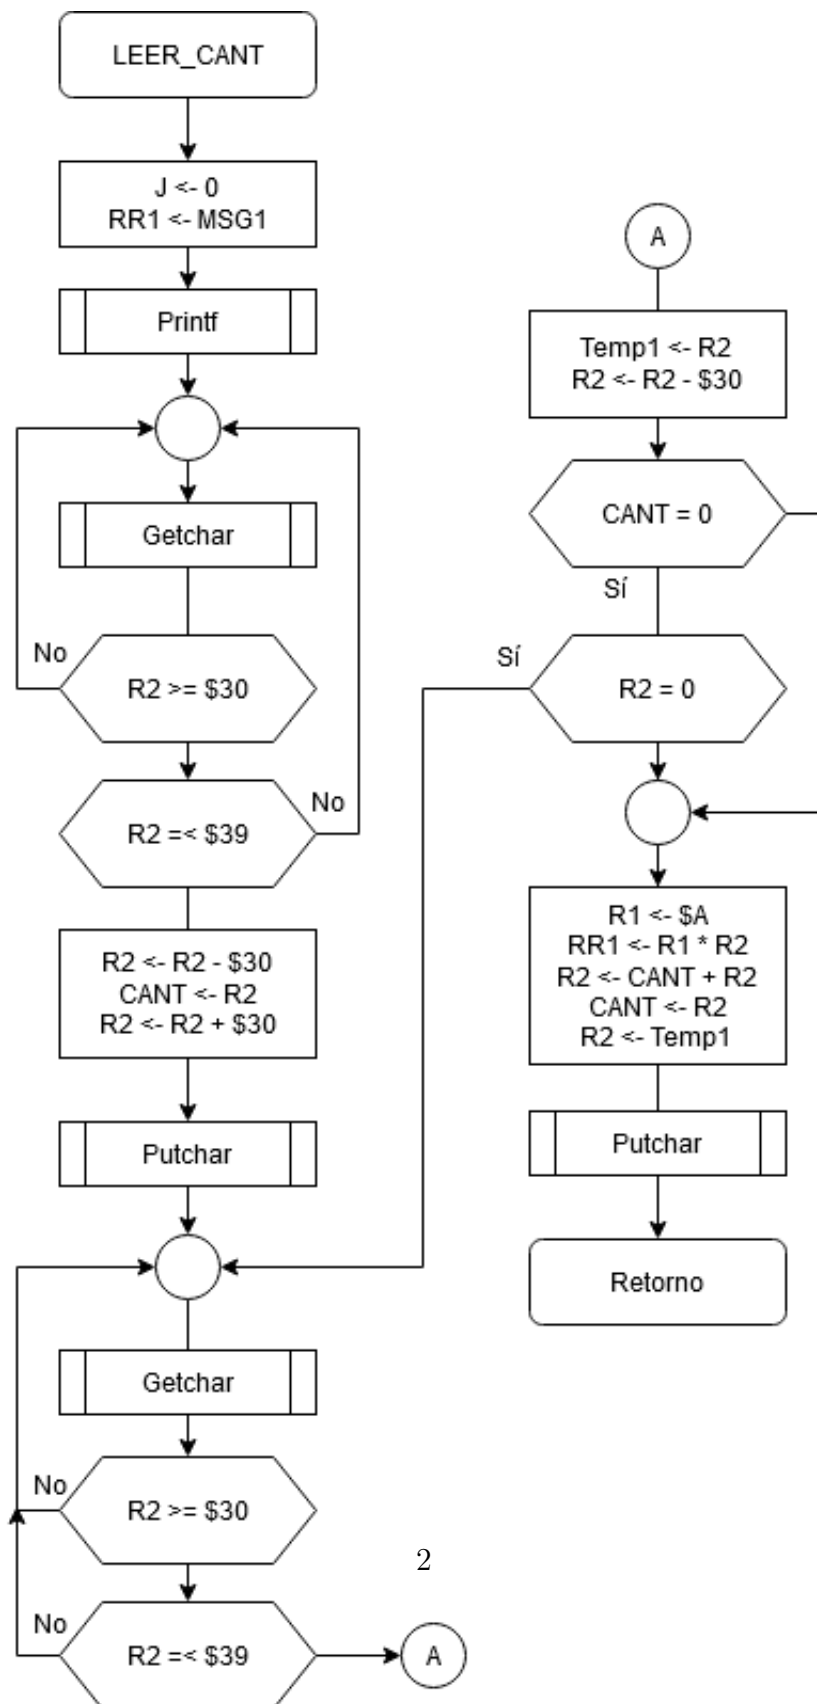 LEER_CANT
J <- 0
RR1 <- MSG1
Printf
Getchar
No
R2 >= $30
No
R2 =< $39
R2 <- R2 - $30
CANT <- R2
R2 <- R2 + $30
Putchar
Getchar
No
R2 >= $30
No
R2 =< $39
A
A
Temp1 <- R2
R2 <- R2 - $30
CANT = 0
Sí
Sí
R2 = 0
R1 <- $A
RR1 <- R1 * R2
R2 <- CANT + R2
CANT <- R2
R2 <- Temp1
Putchar
Retorno
2